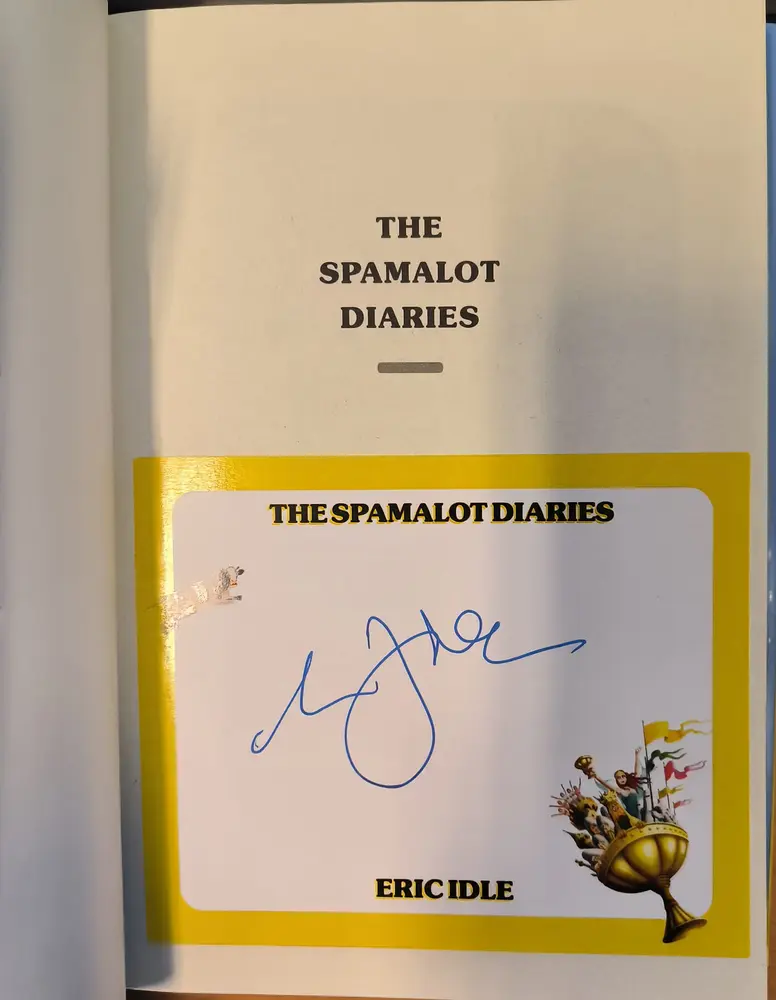 THE
SPAMALOT
DIARIES
THE SPAMALOT DIARIES
ERIC IDLE